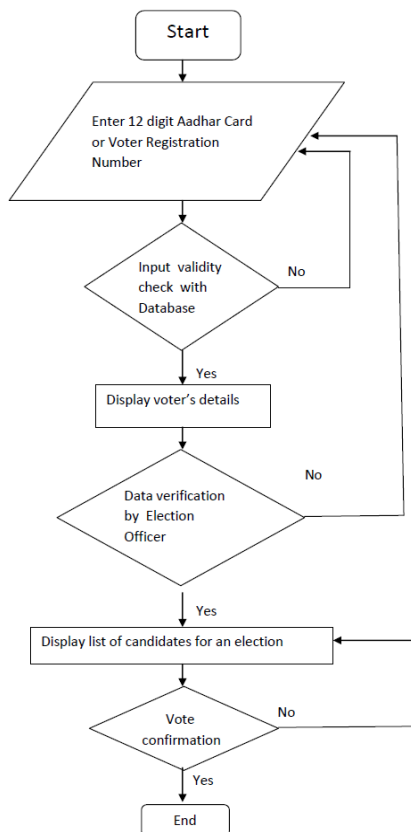 Start
Enter 12 digit Aadhar Card
or Voter Registration
Number
Input validity
check with
Database
No
Yes
Display voter's details
Data verification
by Election
Officer
No
Yes
Display list of candidates for an election
Vote
confirmation
No
Yes
End